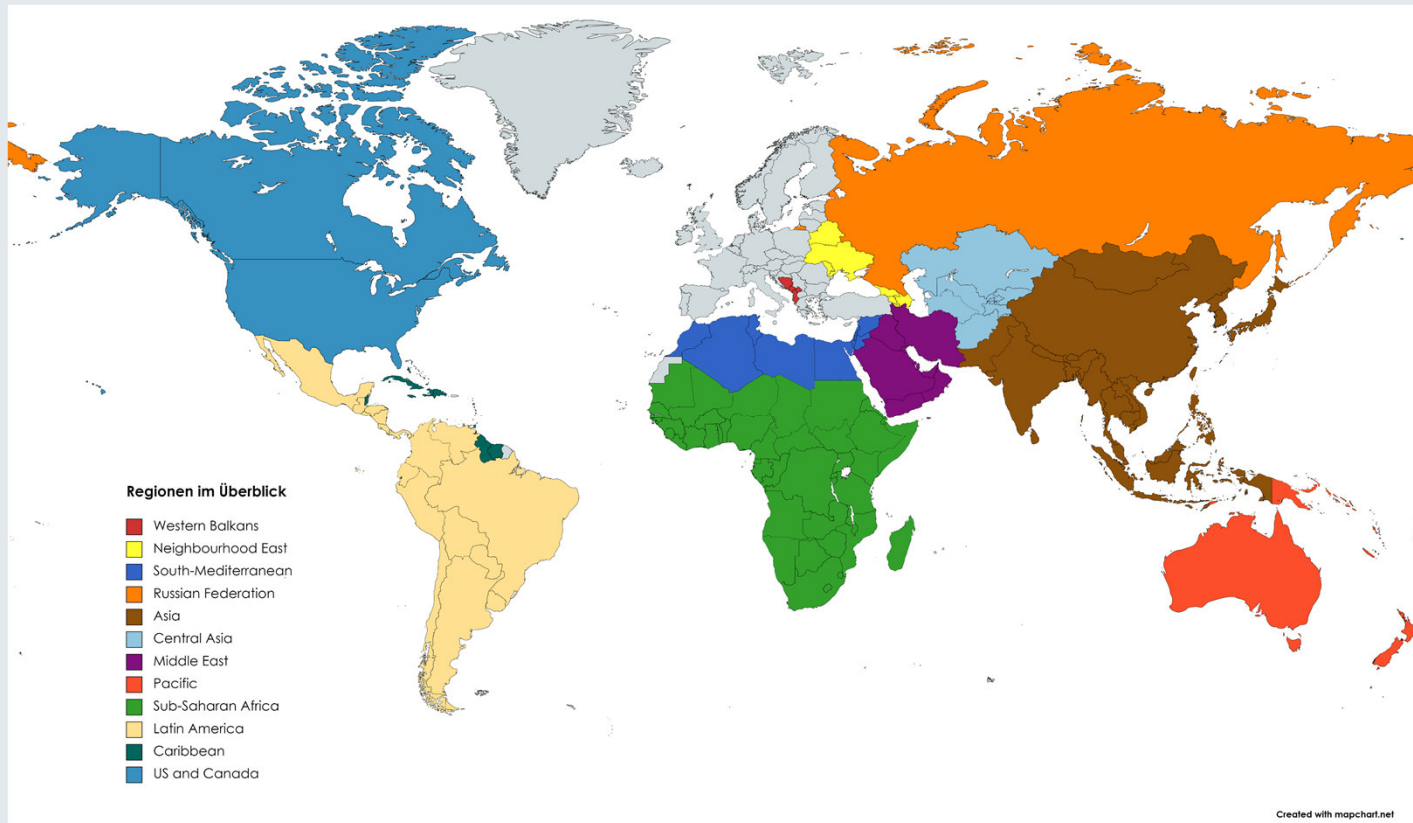 Regionen im Überblick
Western Balkans
Neighbourhood East
South-Mediterranean
Russian Federation
Asia
Central Asia
Middle East
Pacific
Sub-Saharan Africa
Latin America
Caribbean
US and Canada
Created with mapchart.net